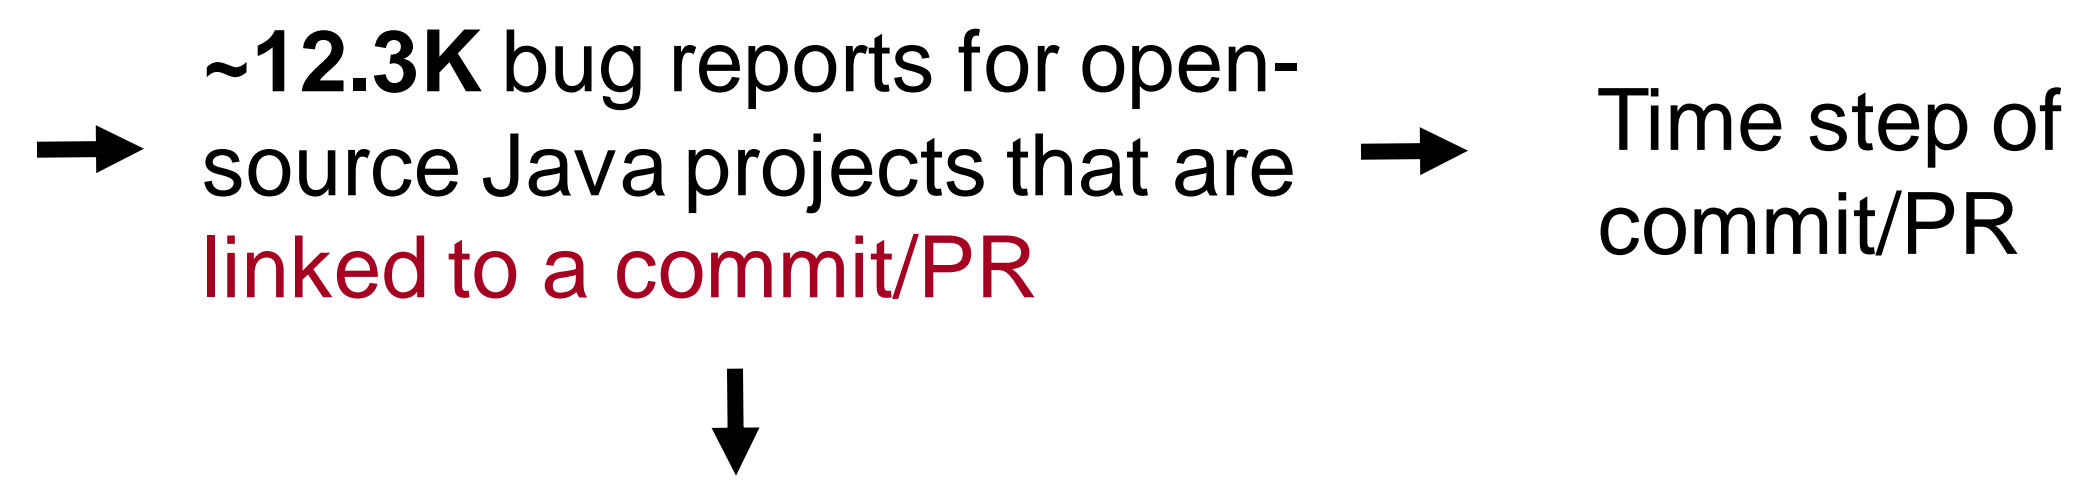 ~12.3K bug reports for open-
source Java projects that are
linked to a commit/PR
Time step of
commit/PR